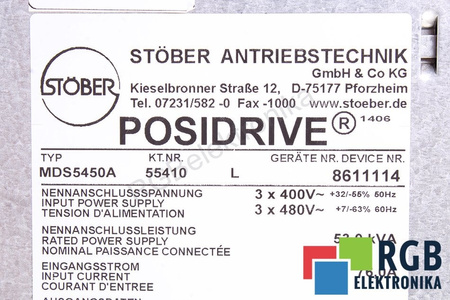 STÖBER
STÖBER ANTRIEBSTECHNIK
GmbH & Co KG
Kieselbronner Straße 12, D-75177 Pforzheim
Tel. 07231/582 -0 Fax -1000 www.stoeber.de
POSIDRIVE® 1406
TYP KT.NR. GERÄTE NR. DEVICE NR.
MDS5450A 55410 L 8611114
NENNANSCHLUSSSPANNUNG 3 x 400V~ +32/-55% 50Hz
INPUT POWER SUPPLY 3 x 480V~ +7/-63% 60Hz
TENSION D'ALIMENTATION
NENNANSCHLUSSLEISTUNG
RATED POWER SUPPLY kVA
NOMINAL PAISSANCE CONNECTÉE
EINGANGSSTROM
INPUT CURRENT
COURANT D'ENTREE
RGB
ELEKTRONIKA